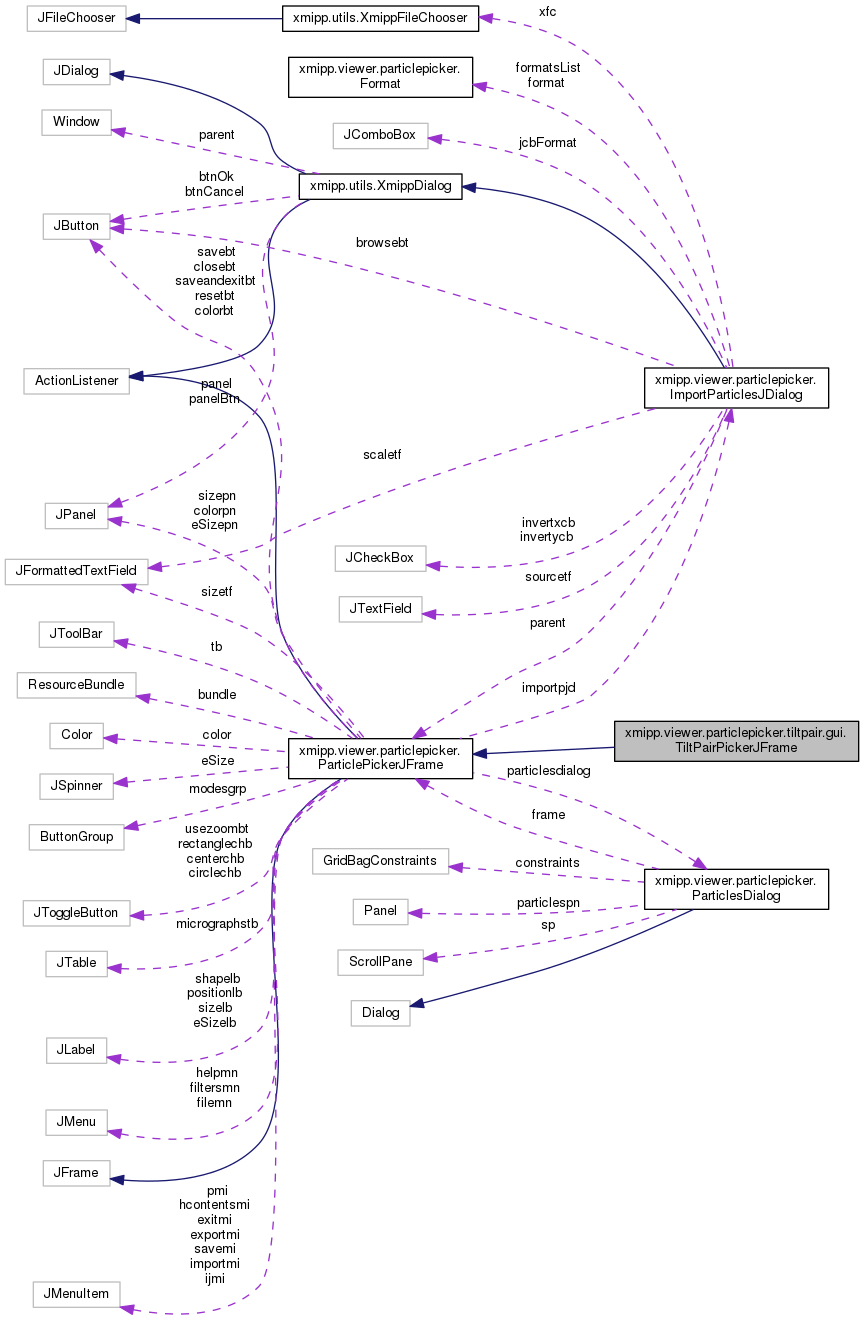 xfc
JFileChooser
xmipp.utils.XmippFileChooser
formatsList
format
xmipp.viewer.particlepicker.
Format
JDialog
Window
parent
JComboBox
jcbFormat
btnOk
btnCancel
xmipp.utils.XmippDialog
JButton
browsebt
savebt
closebt
saveandexitbt
resetbt
colorbt
ActionListener
panel
panelBtn
xmipp.viewer.particlepicker.
ImportParticlesJDialog
scaletf
JPanel
sizepn
colorpn
eSizepn
invertxcb
invertycb
JCheckBox
JFormattedTextField
sourcetf
sizetf
JTextField
parent
JToolBar
tb
ResourceBundle
bundle
importpjd
Color
color
xmipp.viewer.particlepicker.
ParticlePickerJFrame
xmipp.viewer.particlepicker.tiltpair.gui.
TiltPairPickerJFrame
eSize
JSpinner
modesgrp
particlesdialog
ButtonGroup
usezoombt
rectanglechb
centerchb
circlechb
frame
GridBagConstraints
constraints
xmipp.viewer.particlepicker.
ParticlesDialog
JToggleButton
Panel
particlespn
micrographstb
sp
JTable
ScrollPane
shapelb
positionlb
sizelb
eSizelb
Dialog
JLabel
helpmn
filtersmn
filemn
JMenu
JFrame
pmi
hcontentsmi
exitmi
exportmi
savemi
importmi
ijmi
JMenuItem